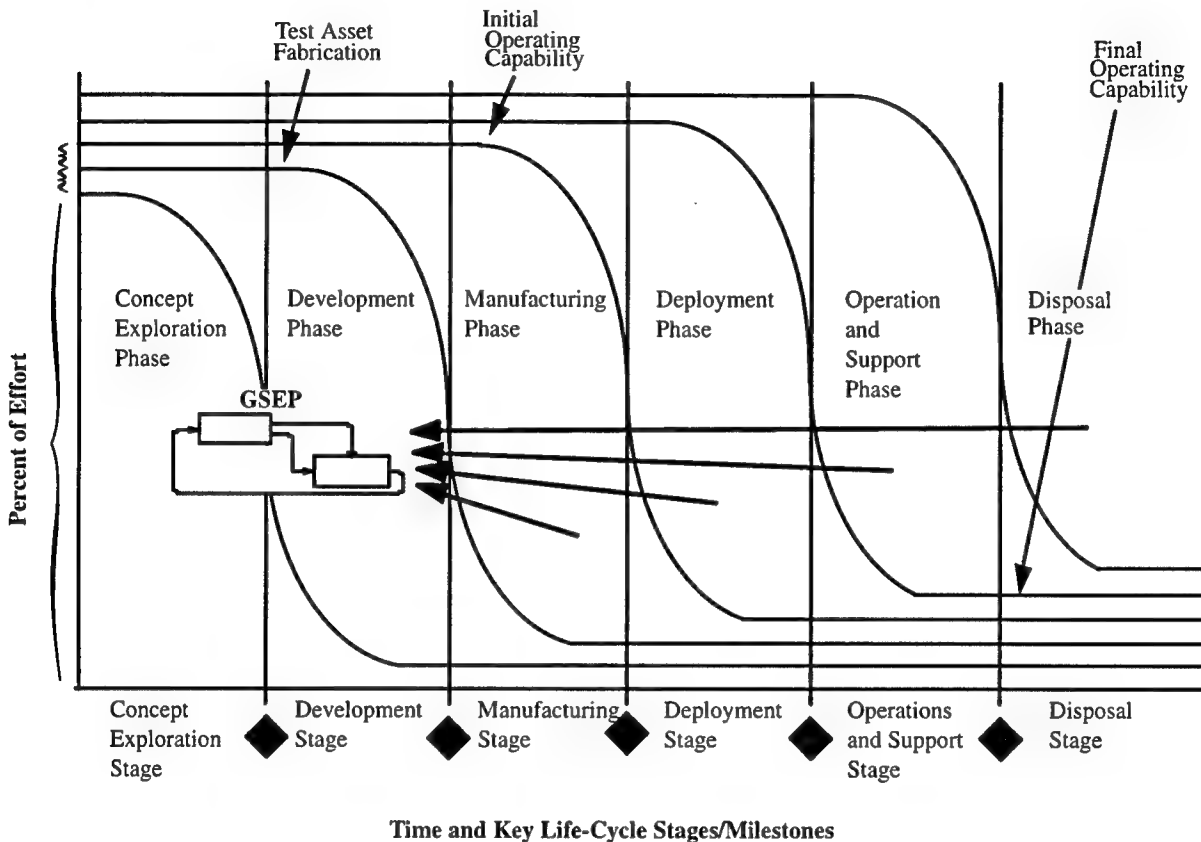 Test Asset
Fabrication
Initial
Operating
Capability
Final
Operating
Capability
Concept
Exploration
Phase
Development
Phase
Manufacturing
Phase
Deployment
Phase
Operation
and
Support
Phase
Disposal
Phase
GSEP
Percent of Effort
Concept
Exploration
Stage
Development
Stage
Manufacturing
Stage
Deployment
Stage
Operations
and Support
Stage
Disposal
Stage
Time and Key Life-Cycle Stages/Milestones